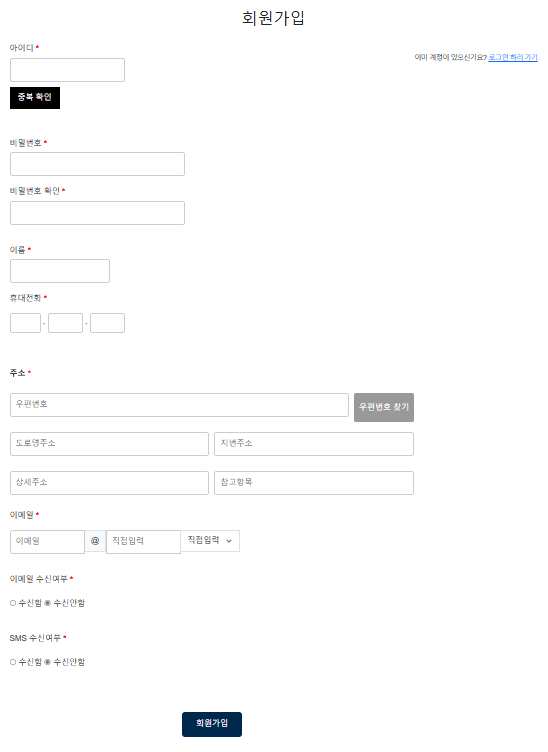 회원가입
아이디 *
이미 계정이 있으신가요? 로그인 하러 가기
중복 확인
비밀번호 *
비밀번호 확인 *
이름 *
휴대전화 *
- -
주소 *
우편번호 우편번호 찾기
도로명주소 지번주소
상세주소 참고항목
이메일 *
이메일 @ 직접입력 직접입력
이메일 수신여부 *
수신함 수신안함
SMS 수신여부 *
수신함 수신안함
회원가입